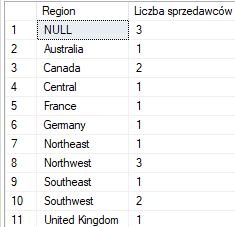 Region Liczba sprzedawców
1 NULL 3
2 Australia 1
3 Canada 2
4 Central 1
5 France 1
6 Germany 1
7 Northeast 1
8 Northwest 3
9 Southeast 1
10 Southwest 2
11 United Kingdom 1